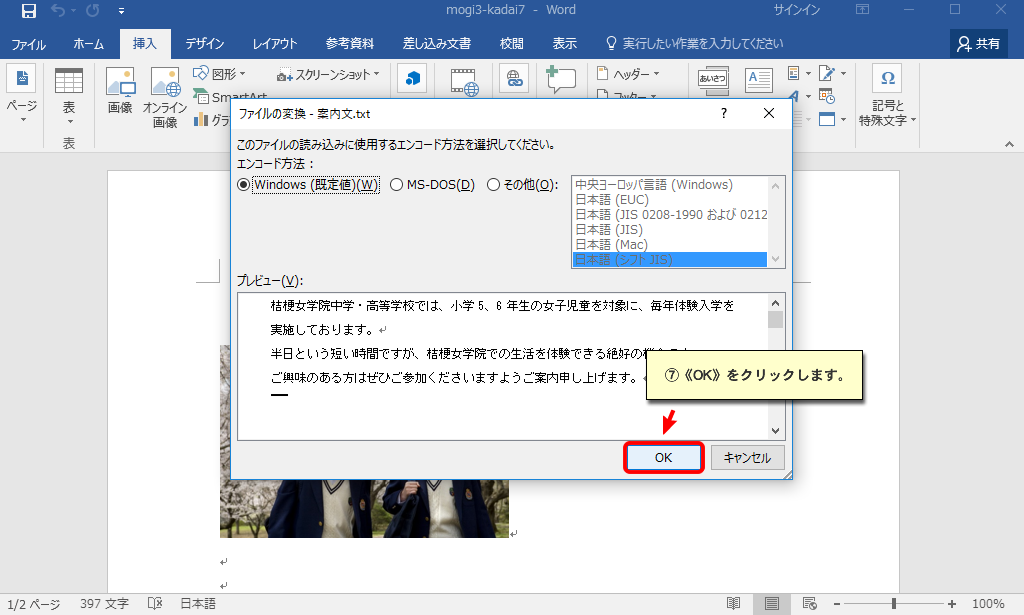 mogi3-kadai7 - Word
サインイン
ファイル
ホーム
挿入
デザイン
レイアウト
参考資料
差し込み文書
校閲
表示
実行したい作業を入力してください
共有
ページ
表
表
画像
オンライン
画像
図形
SmartArt
グラ
スクリーンショット
ヘッダー
フッター
あいさつ
A
記号と
特殊文字
ファイルの変換 - 案内文.txt
このファイルの読み込みに使用するエンコード方法を選択してください。
エンコード方法：
Windows (既定値)(W)
MS-DOS(D)
その他(O):
中央ヨーロッパ言語 (Windows)
日本語 (EUC)
日本語 (JIS 0208-1990 および 0212
日本語 (JIS)
日本語 (Mac)
日本語 (シフト JIS)
プレビュー(V):
桔梗女学院中学・高等学校では、小学 5、6 年生の女子児童を対象に、毎年体験入学を
実施しております。
半日という短い時間ですが、桔梗女学院での生活を体験できる絶好の
ご興味のある方はぜひご参加くださいますようご案内申し上げます。
⑦《OK》をクリックします。
OK
キャンセル
1/2 ページ
397 文字
日本語
100%